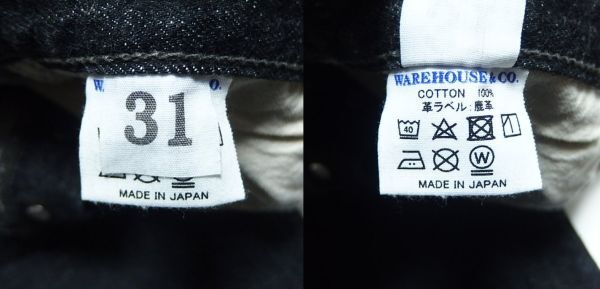 W. O.
31
MADE IN JAPAN
WAREHOUSE & CO.
COTTON 100%
革ラベル:鹿革
40
W
MADE IN JAPAN